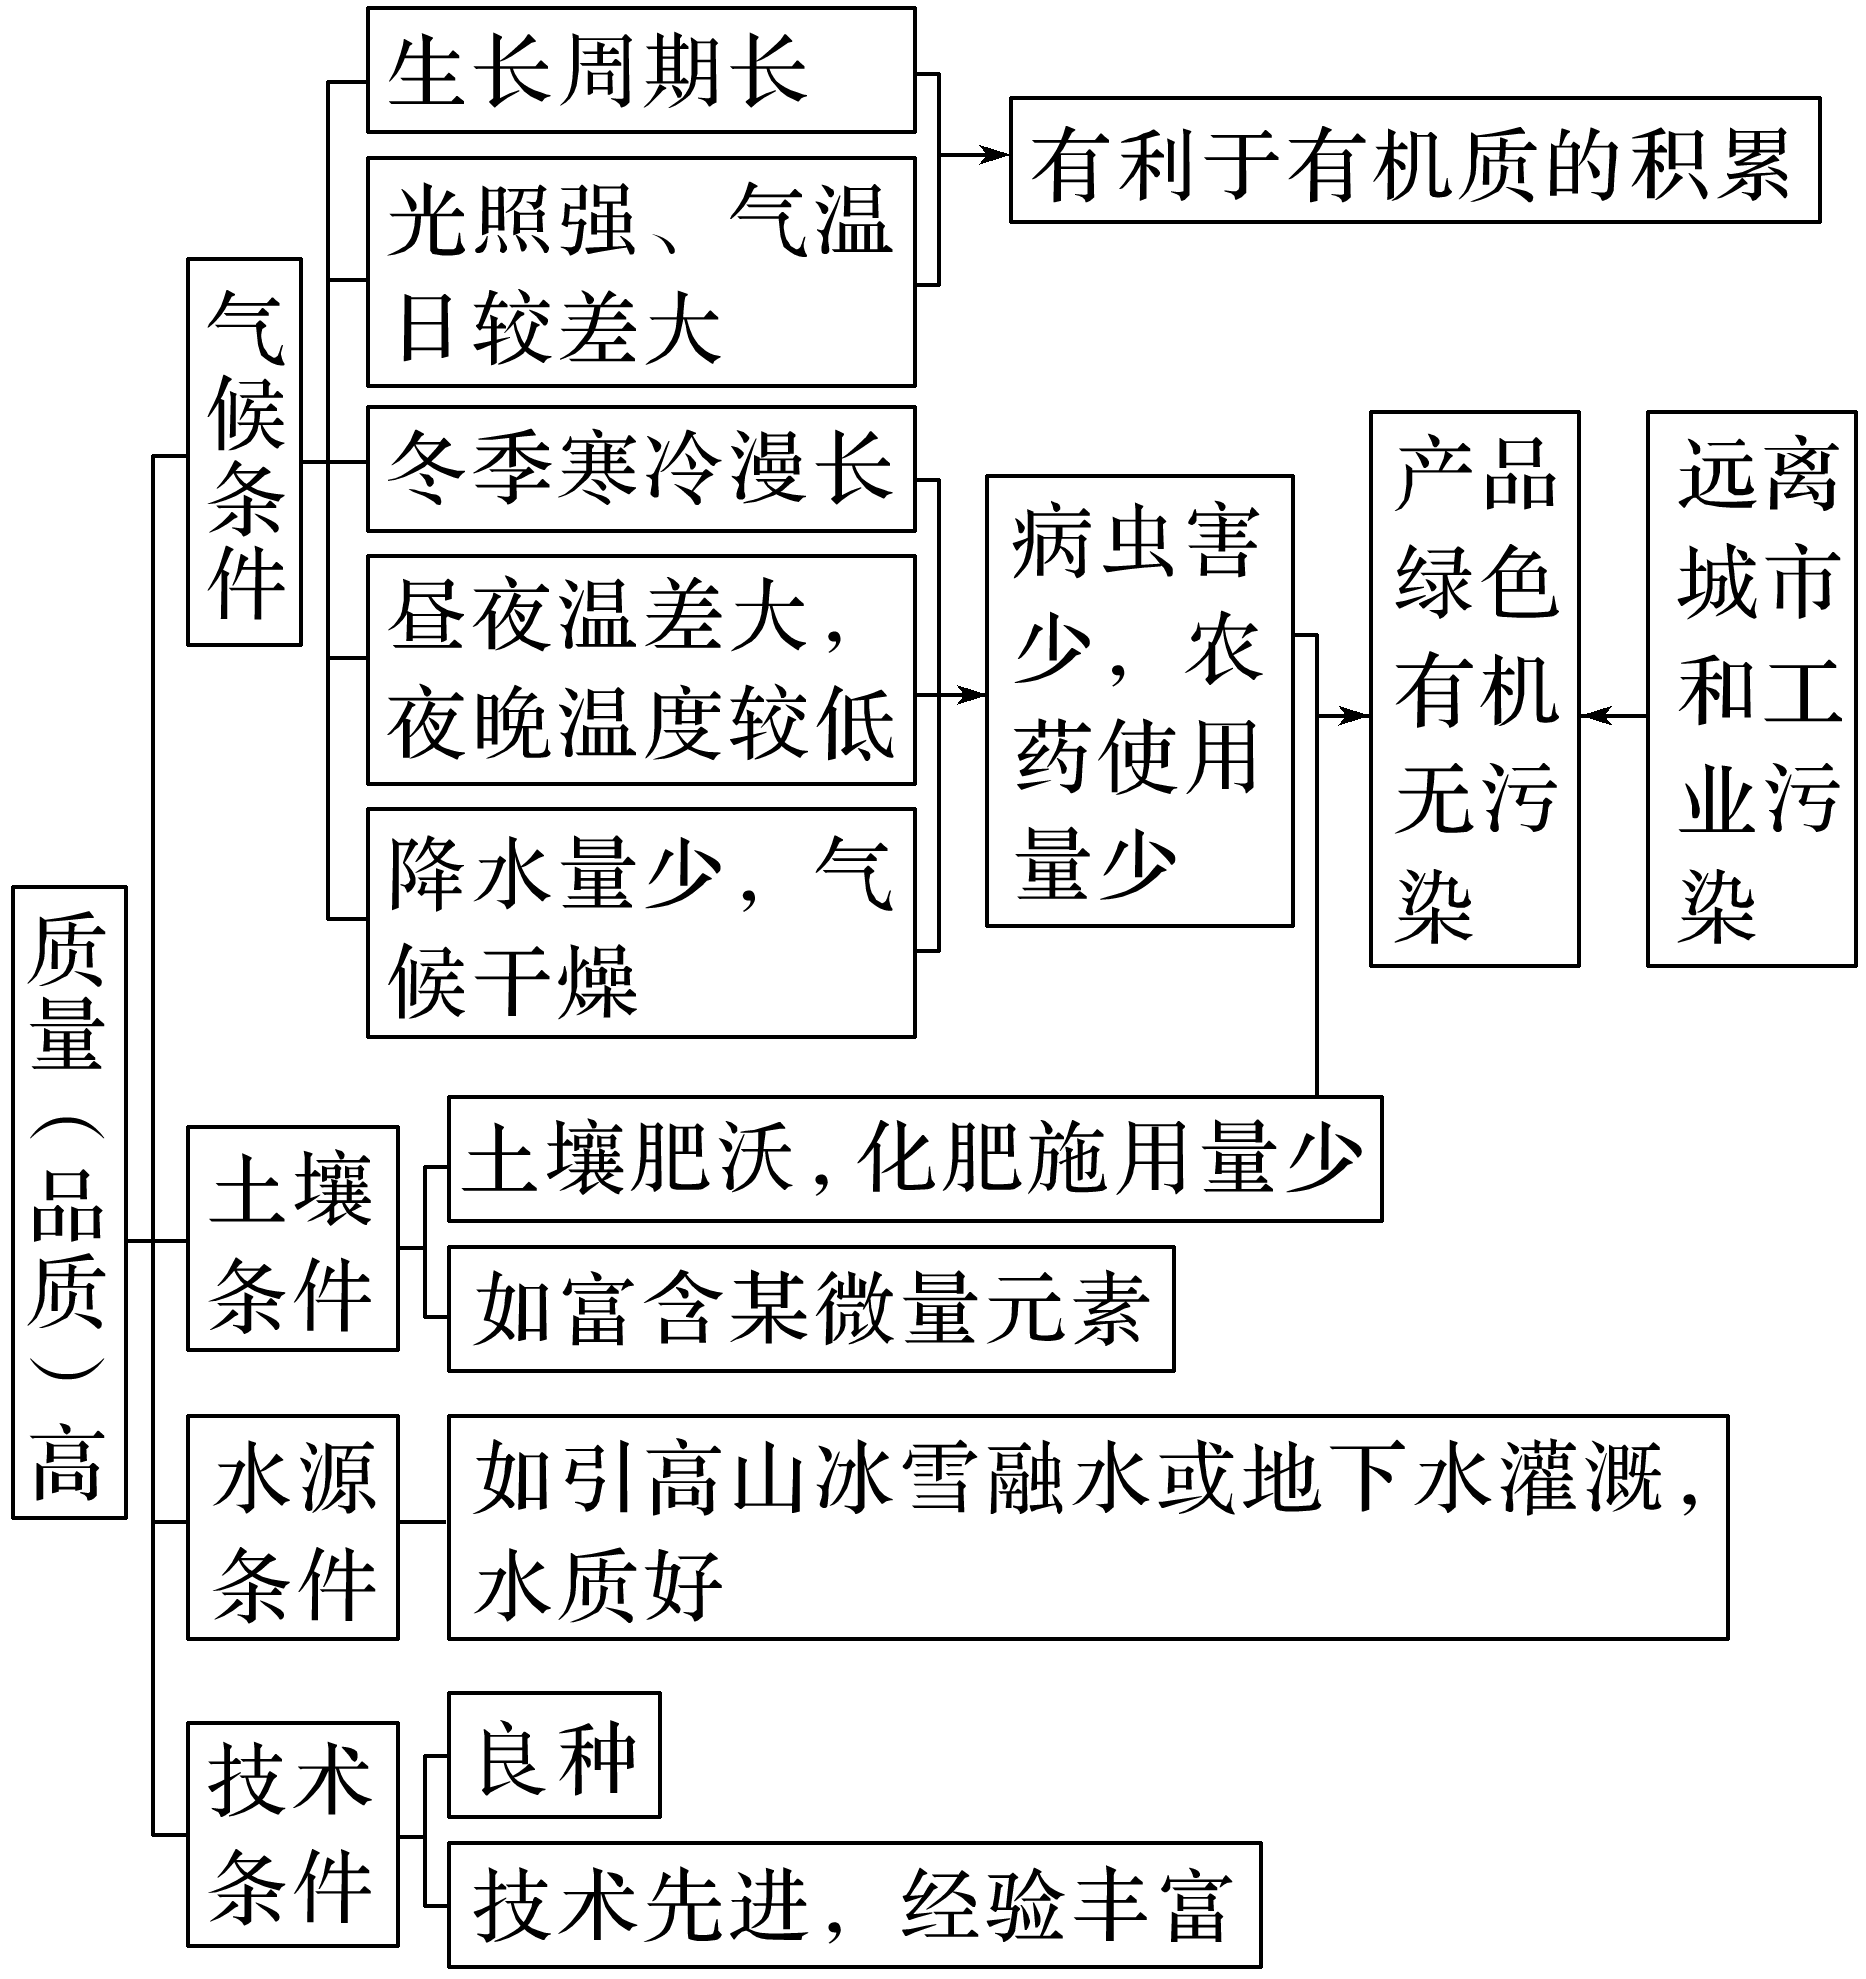 生长周期长
有利于有机质的积累
光照强、气温
日较差大
气候条件
冬季寒冷漫长
昼夜温差大，
夜晚温度较低
降水量少，气
候干燥
病虫害
少，农
药使用
量少
产品
绿色
有机
无污
染
远离
城市
和工
业污
染
质量（品质）高
土壤
条件
土壤肥沃，化肥施用量少
如富含某微量元素
水源
条件
如引高山冰雪融水或地下水灌溉，
水质好
技术
条件
良种
技术先进，经验丰富